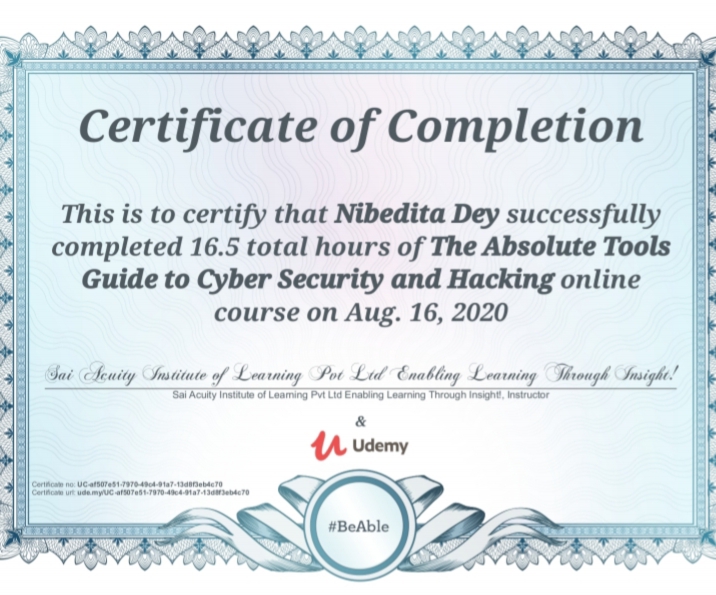 Certificate of Completion
This is to certify that Nibedita Dey successfully
completed 16.5 total hours of The Absolute Tools
Guide to Cyber Security and Hacking online
course on Aug. 16, 2020
Sai Acuity Institute of Learning Pvt Ltd Enabling Learning Through Insight!
Sai Acuity Institute of Learning Pvt Ltd Enabling Learning Through Insight!, Instructor
&
Udemy
Certificate no: UC-af507e51-7970-49c4-91a7-13d8f3eb4c70
Certificate url: ude.my/UC-af507e51-7970-49c4-91a7-13d8f3eb4c70
#BeAble